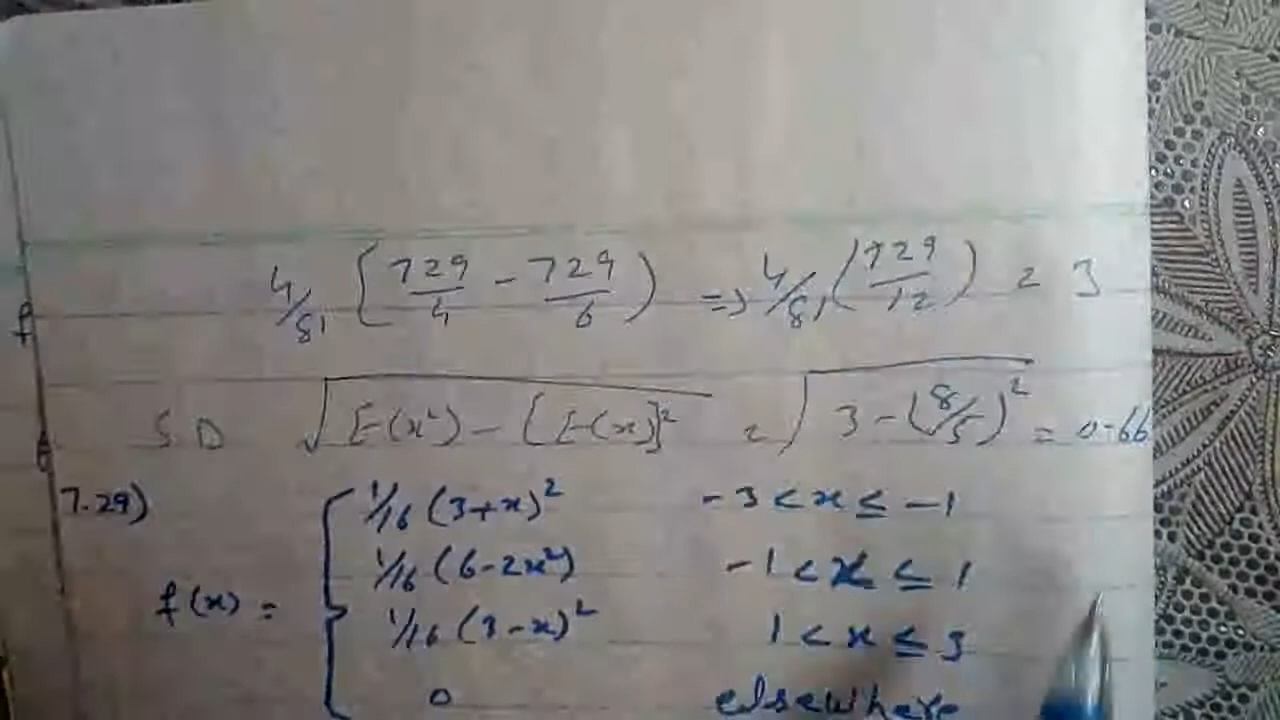 4/81 [729/4 - 729/6) => 4/81 (729/12) = 3
S D √E(x²) - [E(x)]² = √3 - (8/5)² = 0.66
7.29)
1/16 (3+x)² -3 < x ≤ -1
1/16 (6-2x²) -1 < x ≤ 1
f(x) =
1/16 (3-x)² 1 < x ≤ 3
0 elsewhere